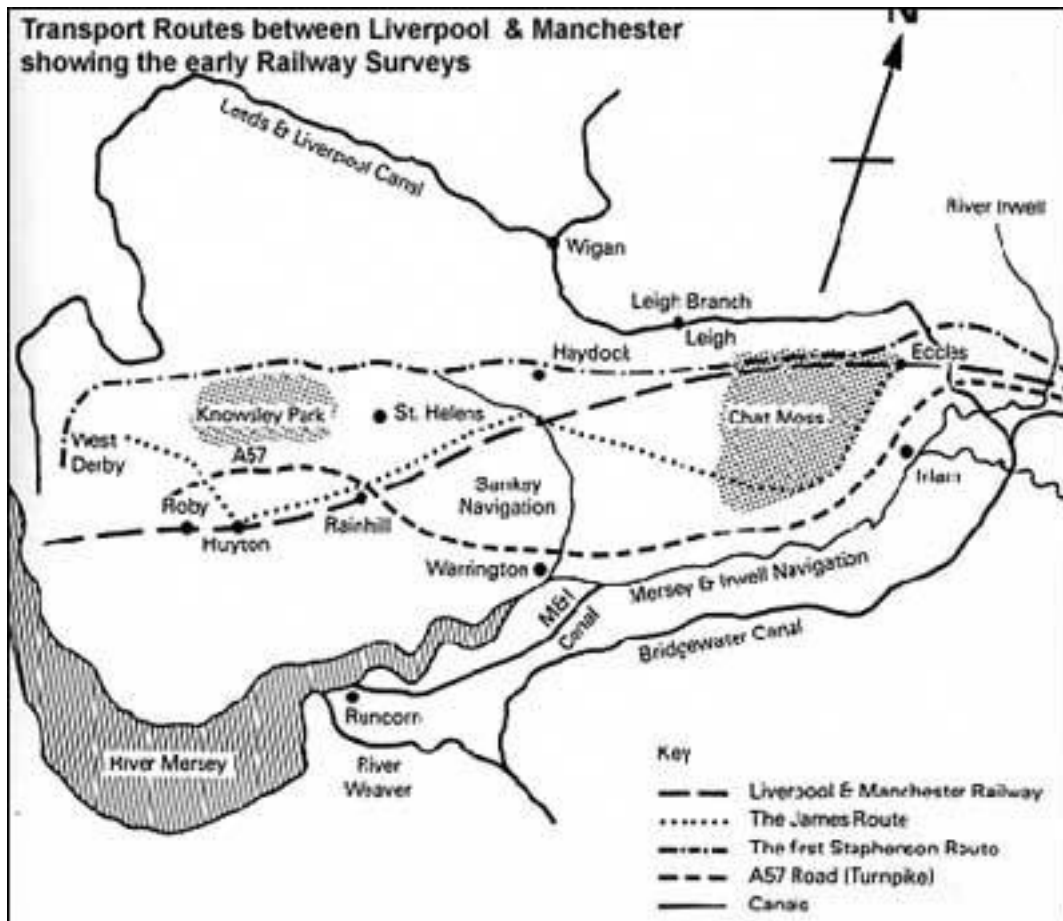 Transport Routes between Liverpool & Manchester
showing the early Railway Surveys
N
Leeds & Liverpool Canal
River Irwell
Wigan
Leigh Branch
Leigh
Haydock
Eccles
Knowsley Park
St. Helens
Chat Moss
West
Derby
A57
Sankey
Navigation
Irlam
Roby
Rainhill
Huyton
Warrington
Mersey & Irwell Navigation
M&I
Canal
Bridgewater Canal
Runcorn
River Mersey
River
Weaver
Key
Liverpool & Manchester Railway
The James Route
The first Stephenson Route
A57 Road (Turnpike)
Canals